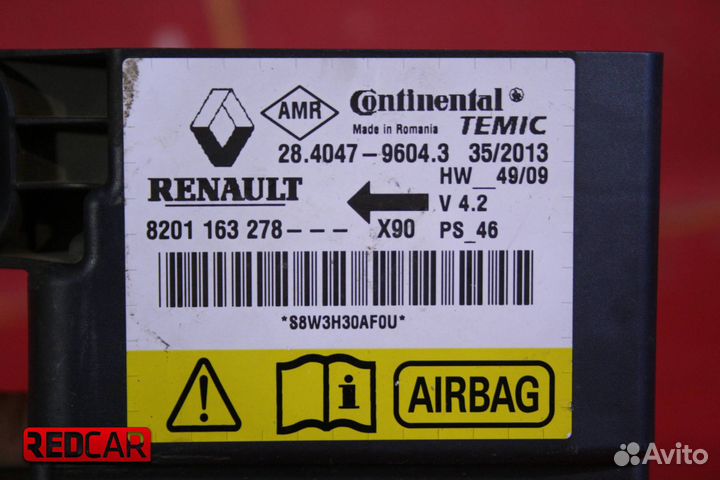 AMR Continental
Made in Romania TEMIC
28.4047-9604.3 35/2013
HW__49/09
RENAULT V 4.2
8201 163 278--- X90 PS_46
*S8W3H30AF0U*
i AIRBAG
REDCAR
Avito